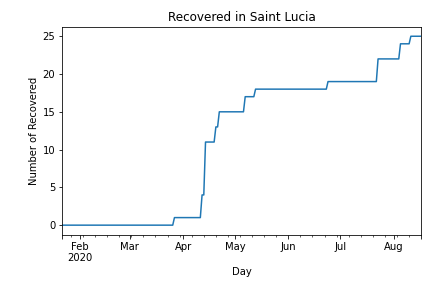 Recovered in Saint Lucia
Number of Recovered
25
20
15
10
5
0
Feb Mar Apr May Jun Jul Aug
2020
Day